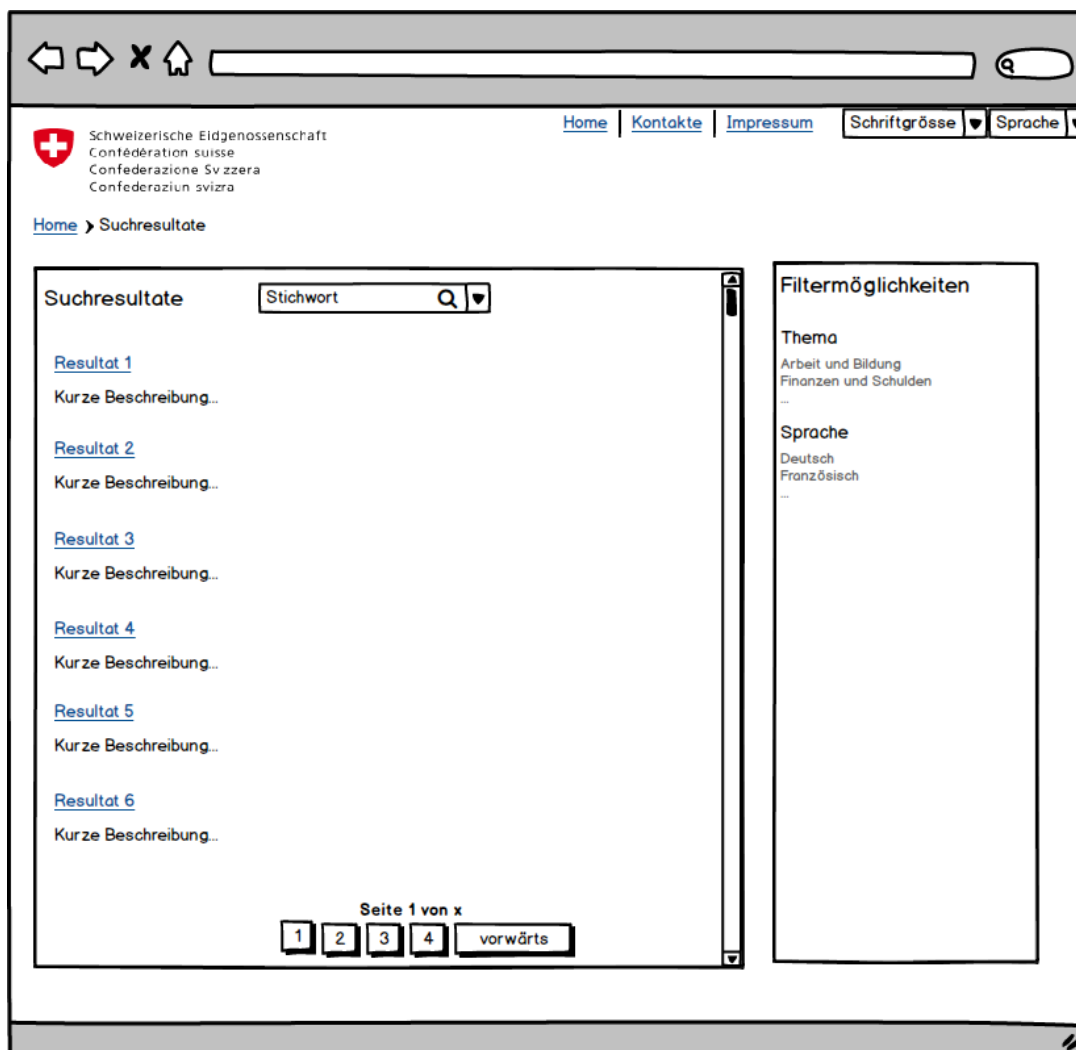 Home | Kontakte | Impressum Schriftgrösse Sprache
Schweizerische Eidgenossenschaft
Confédération suisse
Confederazione Svizzera
Confederaziun svizra
Home Suchresultate
Suchresultate Stichwort
Resultat 1
Kurze Beschreibung...
Resultat 2
Kurze Beschreibung...
Resultat 3
Kurze Beschreibung...
Resultat 4
Kurze Beschreibung...
Resultat 5
Kurze Beschreibung...
Resultat 6
Kurze Beschreibung...
Seite 1 von x
1 2 3 4 vorwärts
Filtermöglichkeiten
Thema
Arbeit und Bildung
Finanzen und Schulden
...
Sprache
Deutsch
Französisch
...